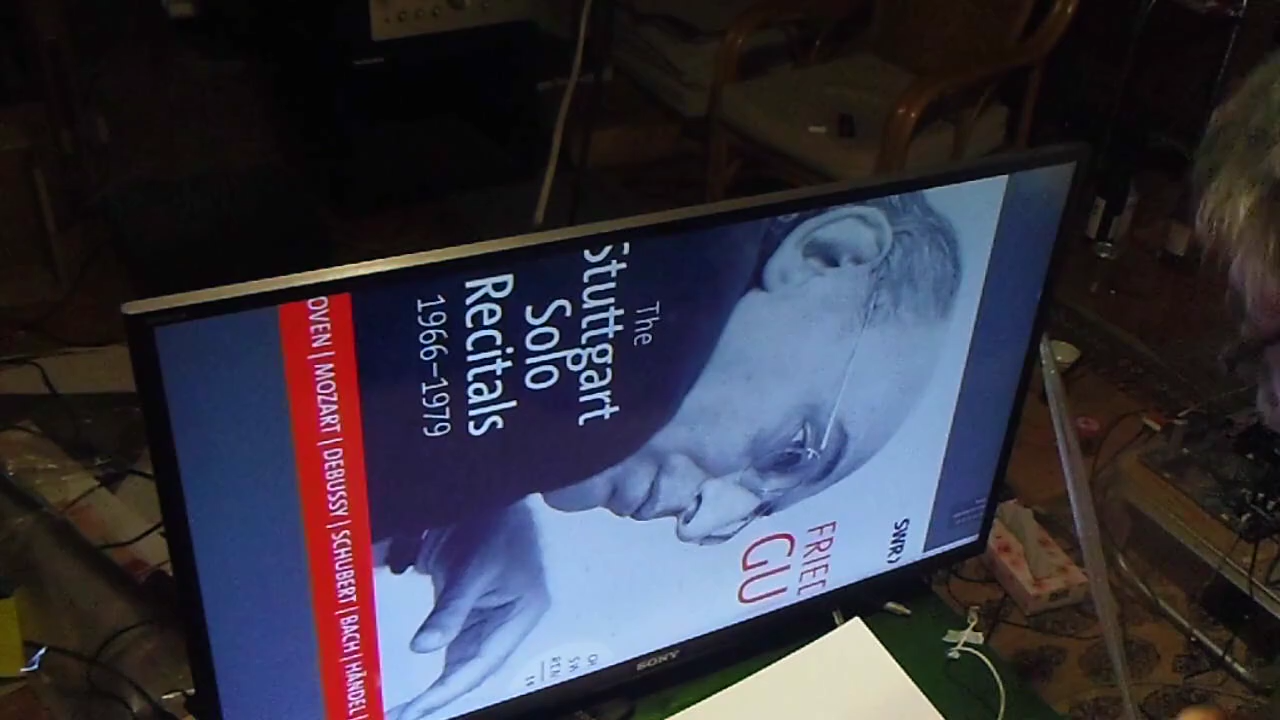 SWR
FRIED
GU
The
Stuttgart
Solo
Recitals
1966–1979
OVEN | MOZART | DEBUSSY | SCHUBERT | BACH | HÄNDEL |
SONY